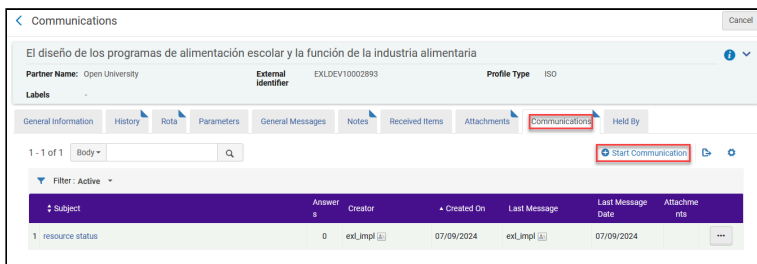 Communications
Cancel
El diseño de los programas de alimentación escolar y la función de la industria alimentaria
Partner Name: Open University External identifier EXLDEV10002893 Profile Type ISO
Labels -
General Information History Rota Parameters General Messages Notes Received Items Attachments Communications Held By
1 - 1 of 1 Body Start Communication
Filter : Active
Subject Answers Creator Created On Last Message Last Message Date Attachments
1 resource status 0 exl_impl 07/09/2024 exl_impl 07/09/2024